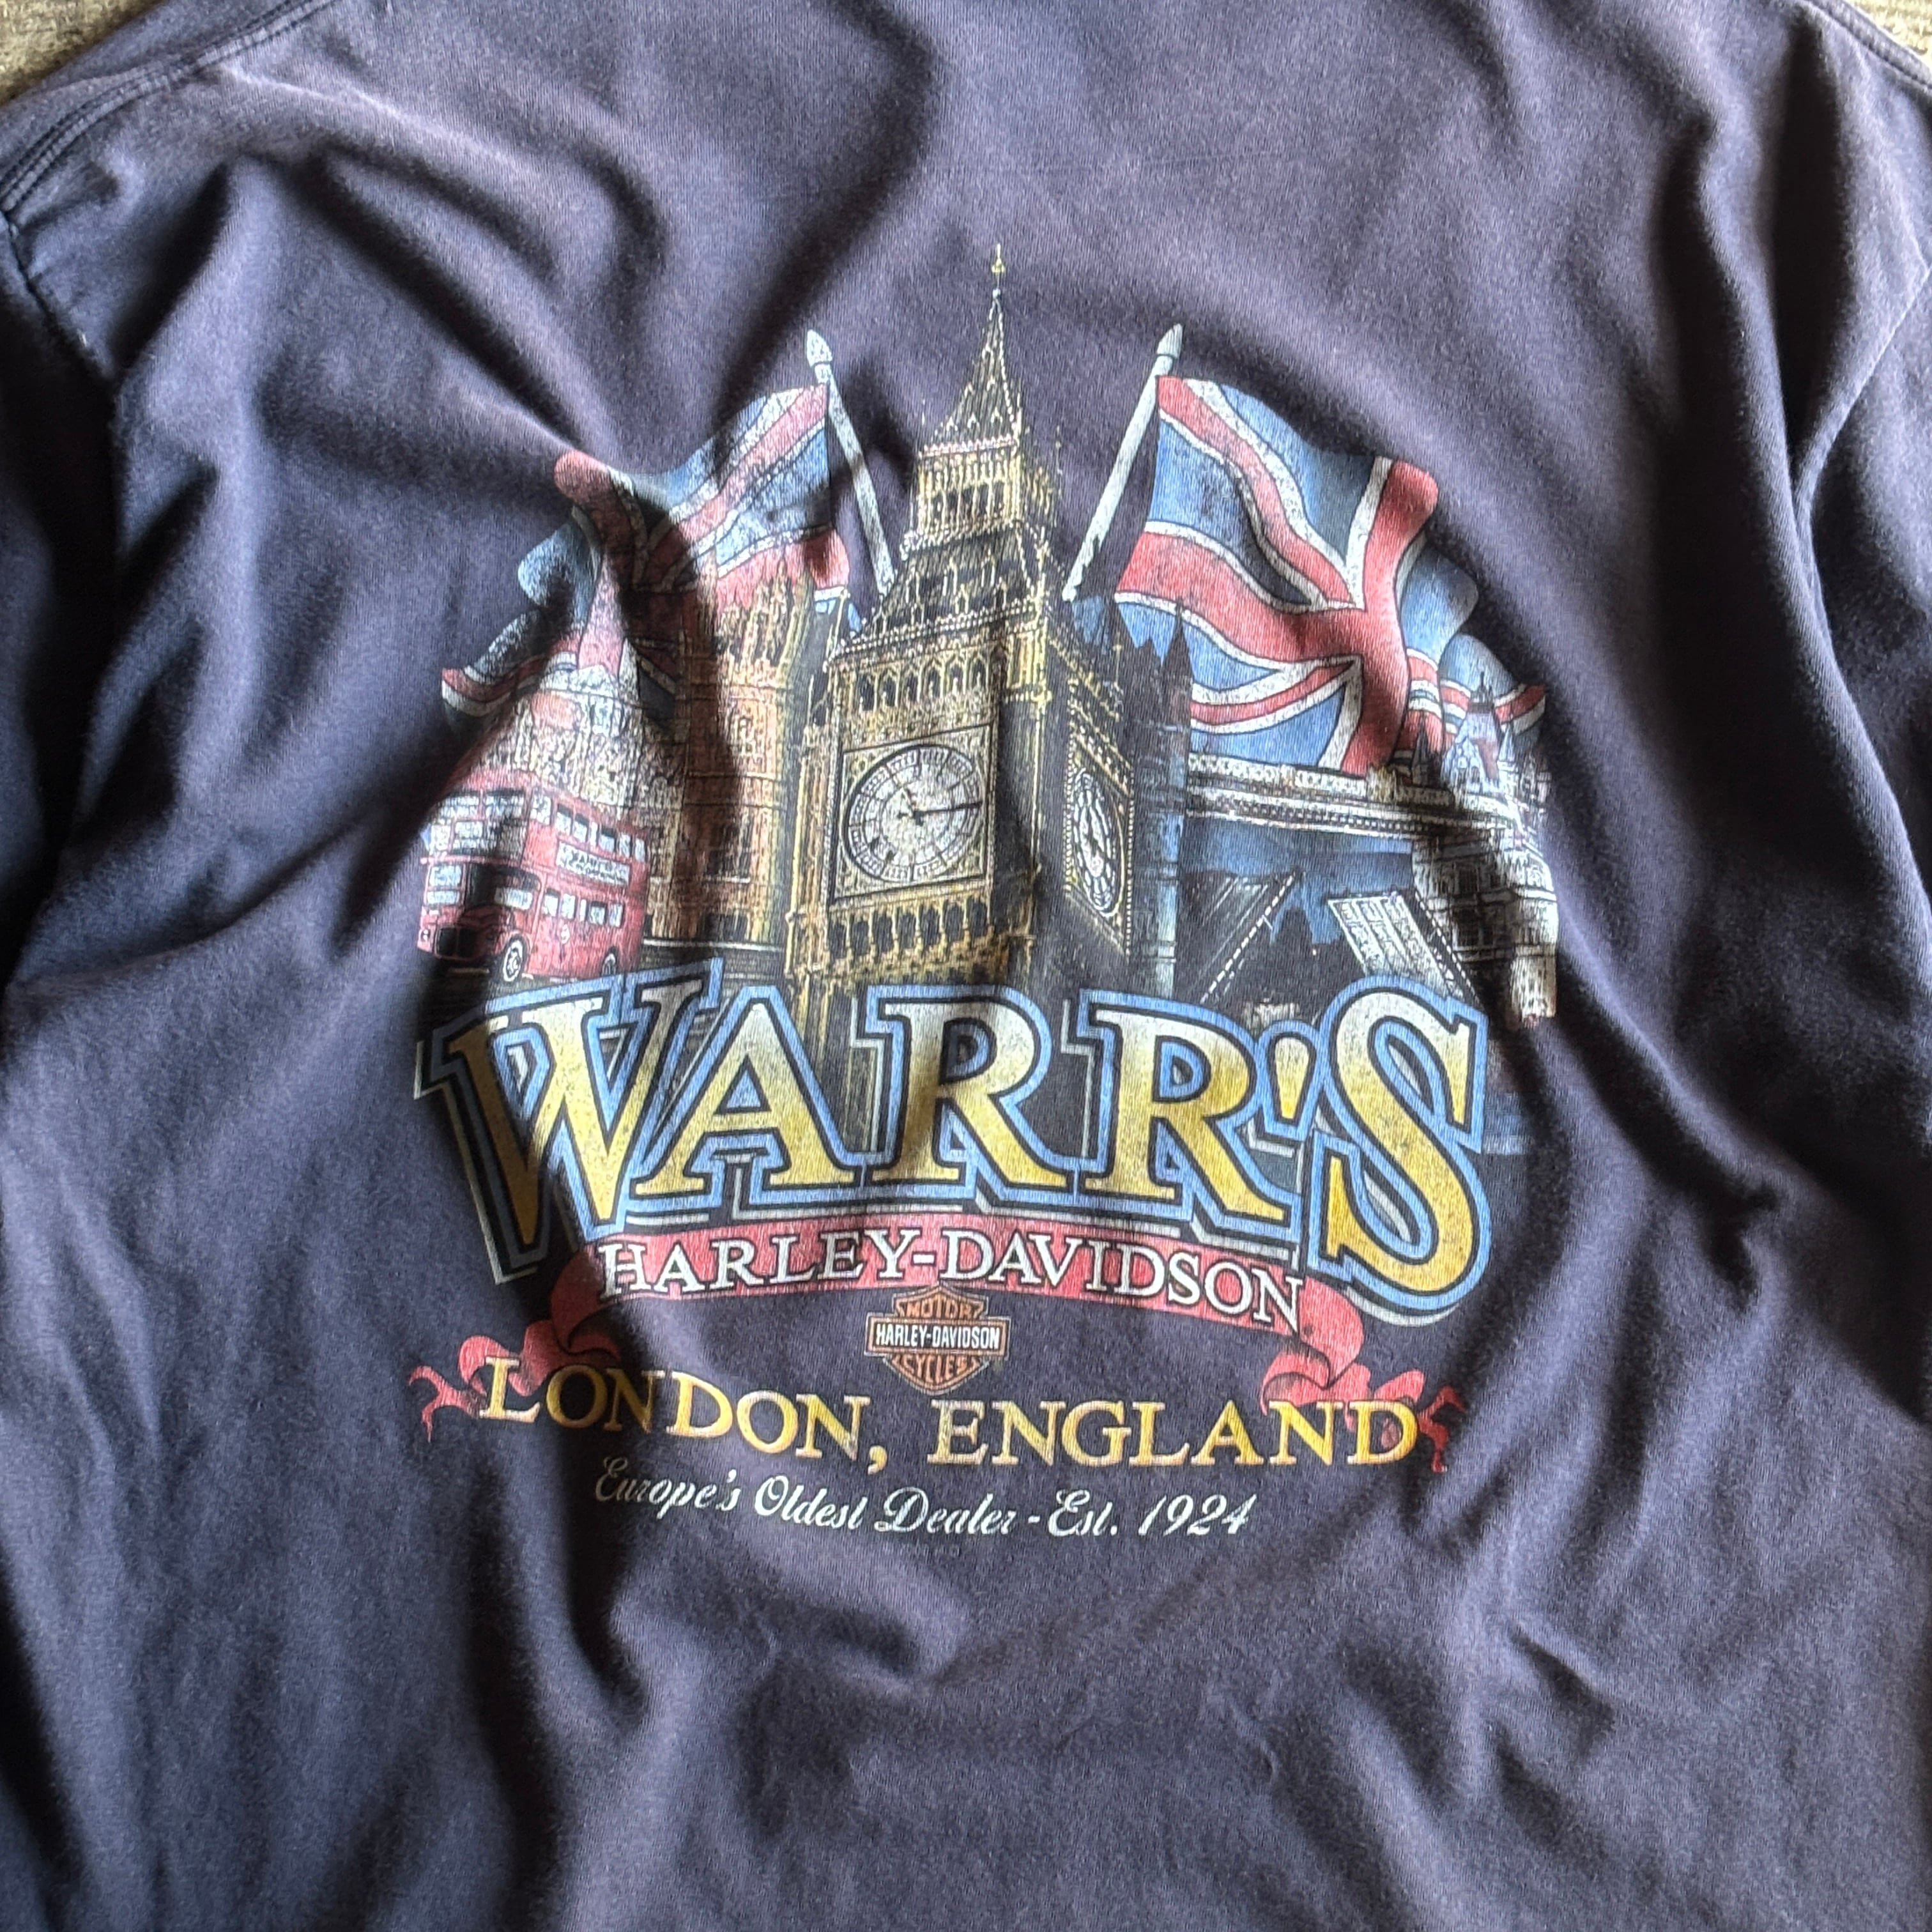 WARR'S
HARLEY-DAVIDSON
MOTOR
HARLEY-DAVIDSON
CYCLES
LONDON, ENGLAND
Europe's Oldest Dealer - Est. 1924